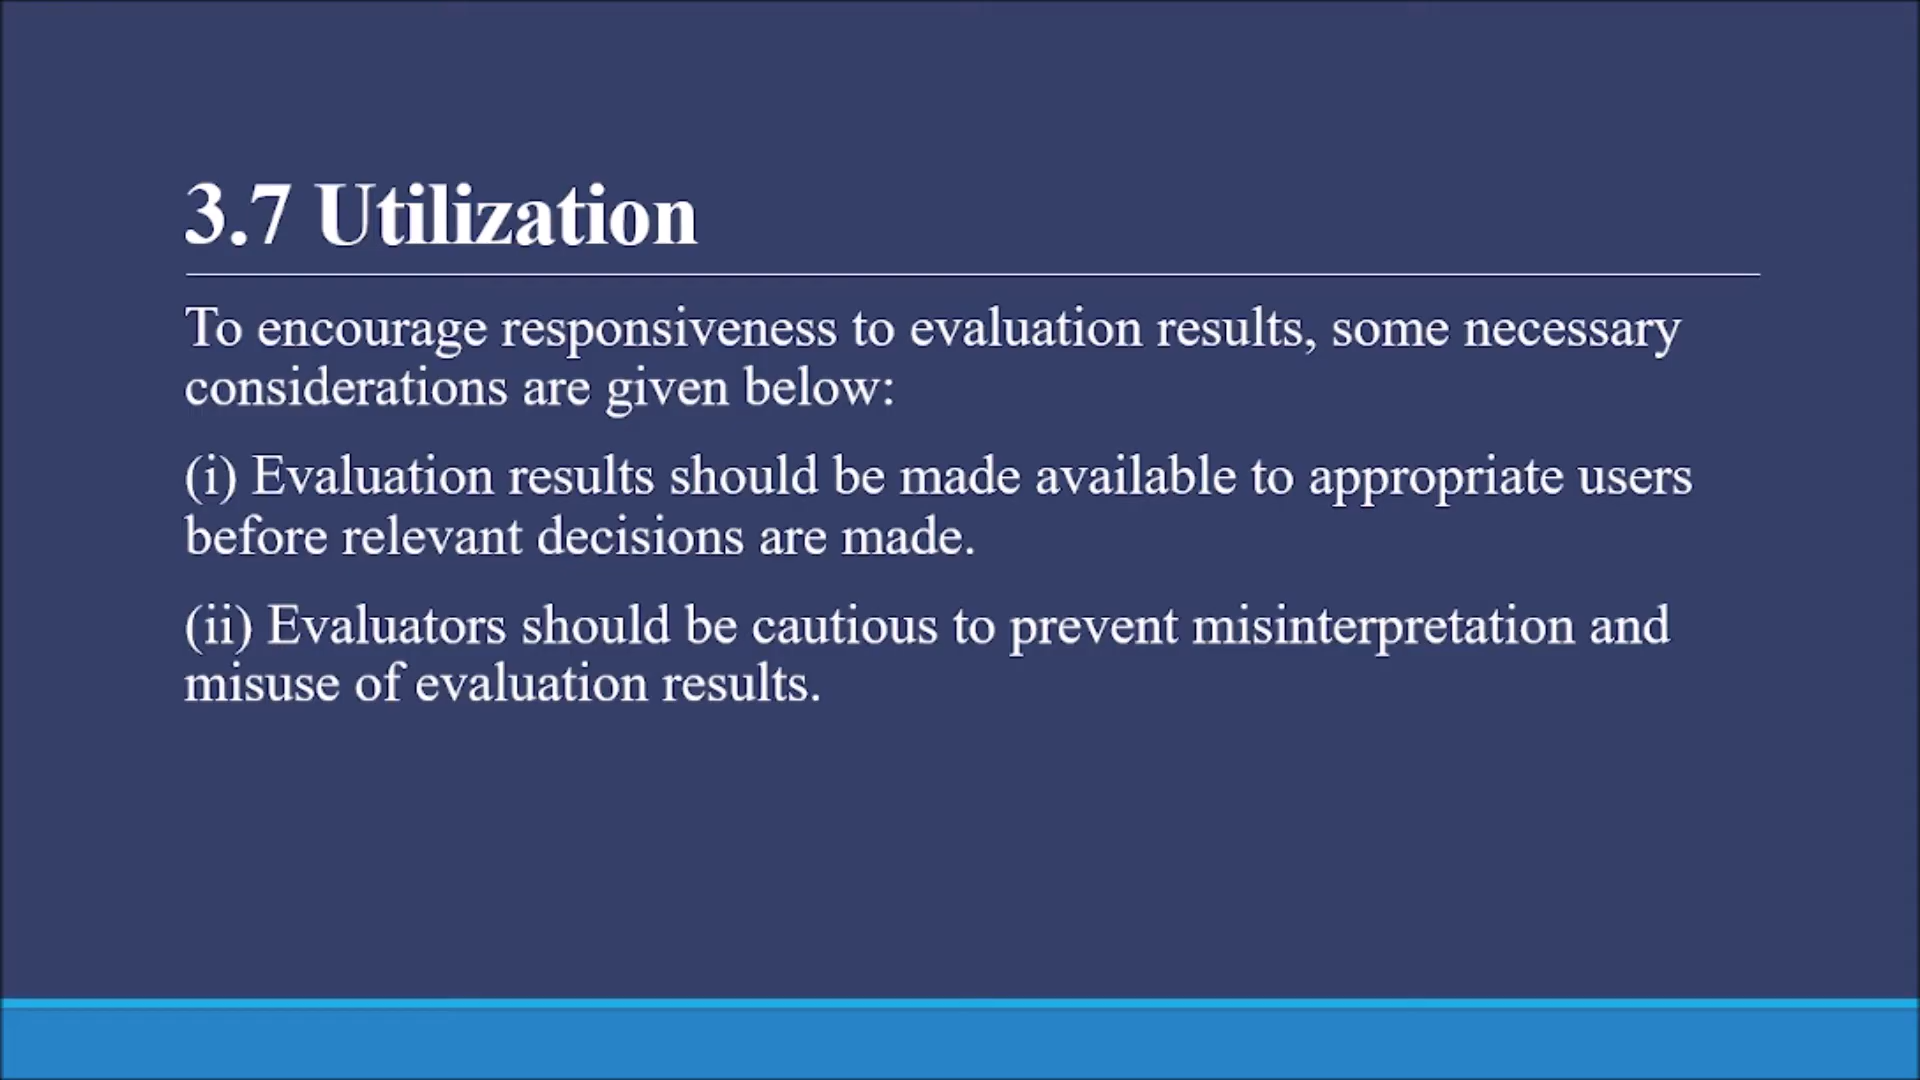 3.7 Utilization
To encourage responsiveness to evaluation results, some necessary
considerations are given below:
(i) Evaluation results should be made available to appropriate users
before relevant decisions are made.
(ii) Evaluators should be cautious to prevent misinterpretation and
misuse of evaluation results.